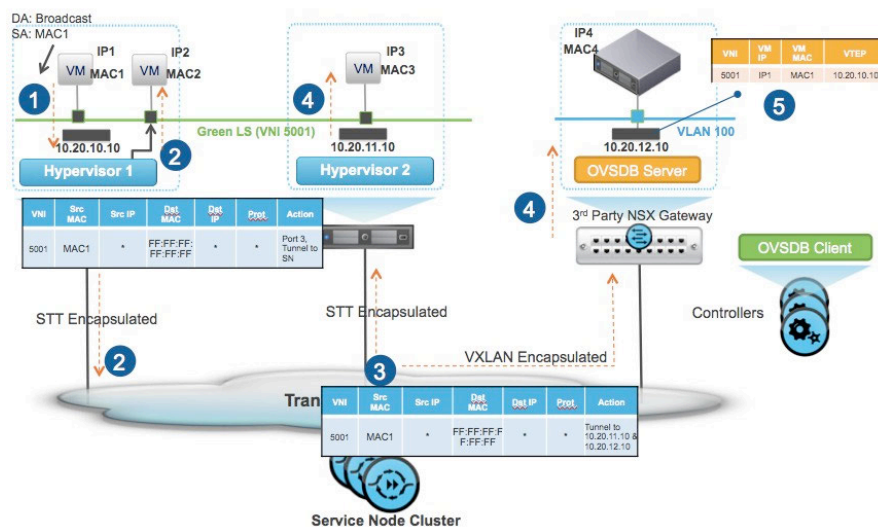 DA: Broadcast
SA: MAC1
IP1
VM
MAC1
IP2
VM
MAC2
IP3
VM
MAC3
IP4
MAC4
VNI
VM IP
VM MAC
VTEP
5001
IP1
MAC1
10.20.10.10
1
2
4
5
Green LS (VNI 5001)
VLAN 100
10.20.10.10
10.20.11.10
10.20.12.10
Hypervisor 1
Hypervisor 2
OVSDB Server
4
3rd Party NSX Gateway
OVSDB Client
Controllers
VNI
Src MAC
Src IP
Dst MAC
Dst IP
Prot
Action
5001
MAC1
*
FF:FF:FF:
FF:FF:FF
*
*
Port 3,
Tunnel to
SN
STT Encapsulated
STT Encapsulated
VXLAN Encapsulated
2
3
Tran
VNI
Src MAC
Src IP
Dst MAC
Dst IP
Prot
Action
5001
MAC1
*
FF:FF:FF:F
F:FF:FF
*
*
Tunnel to
10.20.11.10 &
10.20.12.10
Service Node Cluster